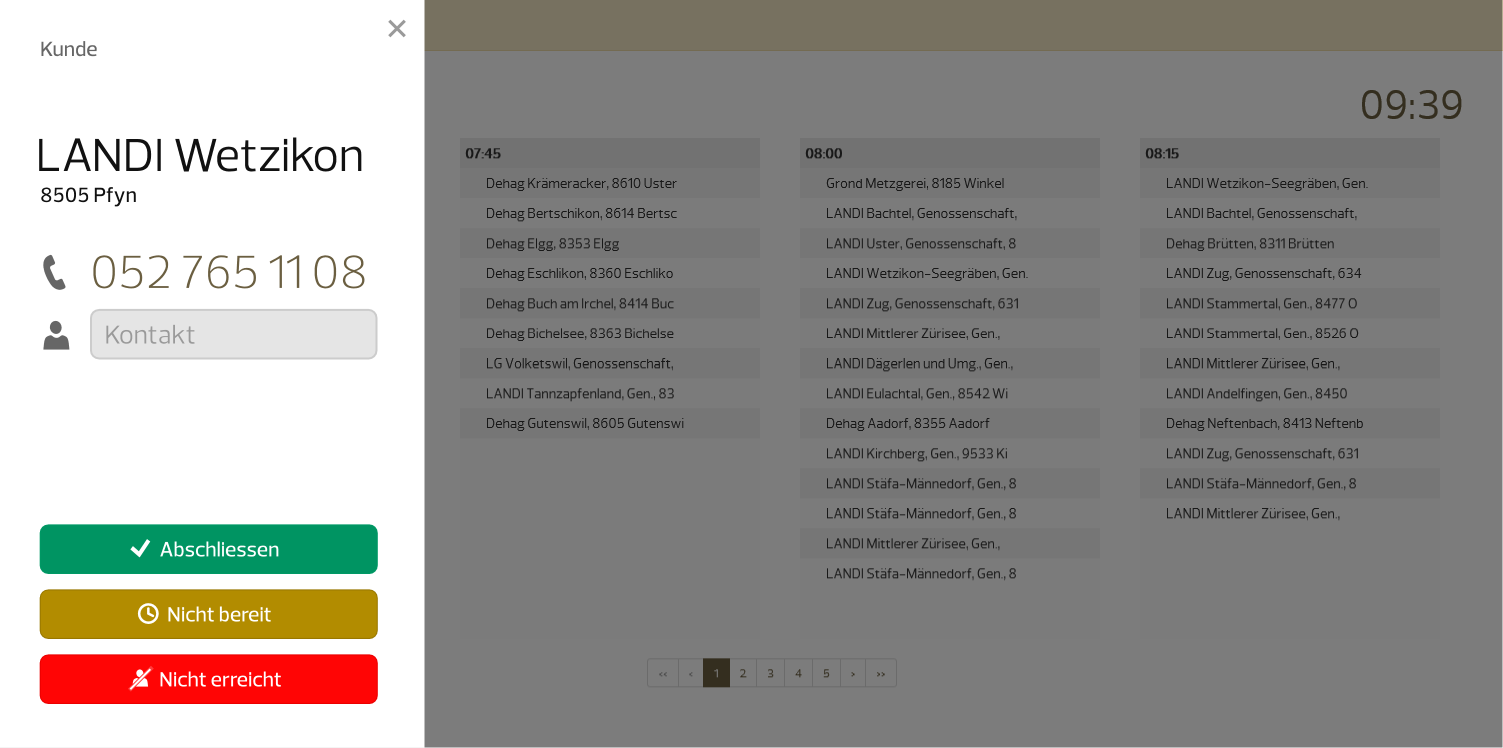 Kunde
LANDI Wetzikon
8505 Pfyn
052 765 11 08
Kontakt
Abschliessen
Nicht bereit
Nicht erreicht
09:39
07:45
Dehag Krämeracker, 8610 Uster
Dehag Bertschikon, 8614 Bertsc
Dehag Elgg, 8353 Elgg
Dehag Eschlikon, 8360 Eschliko
Dehag Buch am Irchel, 8414 Buc
Dehag Bichelsee, 8363 Bichelse
LG Volketswil, Genossenschaft,
LANDI Tannzapfenland, Gen., 83
Dehag Gutenswil, 8605 Gutenswi
08:00
Grond Metzgerei, 8185 Winkel
LANDI Bachtel, Genossenschaft,
LANDI Uster, Genossenschaft, 8
LANDI Wetzikon-Seegräben, Gen.
LANDI Zug, Genossenschaft, 631
LANDI Mittlerer Zürisee, Gen.,
LANDI Dägerlen und Umg., Gen.,
LANDI Eulachtal, Gen., 8542 Wi
Dehag Aadorf, 8355 Aadorf
LANDI Kirchberg, Gen., 9533 Ki
LANDI Stäfa-Männedorf, Gen., 8
LANDI Stäfa-Männedorf, Gen., 8
LANDI Mittlerer Zürisee, Gen.,
LANDI Stäfa-Männedorf, Gen., 8
08:15
LANDI Wetzikon-Seegräben, Gen.
LANDI Bachtel, Genossenschaft,
Dehag Brütten, 8311 Brütten
LANDI Zug, Genossenschaft, 634
LANDI Stammertal, Gen., 8477 O
LANDI Stammertal, Gen., 8526 O
LANDI Mittlerer Zürisee, Gen.,
LANDI Andelfingen, Gen., 8450
Dehag Neftenbach, 8413 Neftenb
LANDI Zug, Genossenschaft, 631
LANDI Stäfa-Männedorf, Gen., 8
LANDI Mittlerer Zürisee, Gen.,
‹‹ ‹ 1 2 3 4 5 › ››